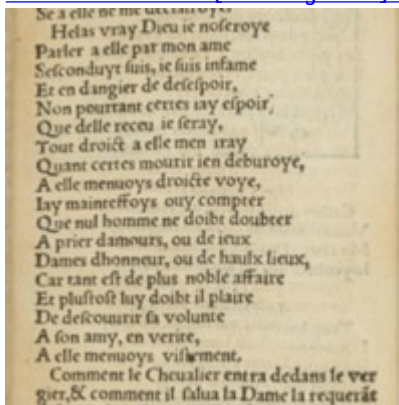 Se a elle ne me
Helas vray Dieu ie noseroye
Parler a elle par mon ame
Seſconduyt ſuis, ie ſuis infame
Et en dangier de deſeſpoir,
Non pourtant certes iay eſpoir,
Que delle receu ie ſeray,
Tout droict a elle men iray
Quant certes mourir ien deburoye,
A elle menuoys droicte voye,
Iay mainteffoys ouy compter
Que nul homme ne doibt doubter
A prier damours, ou de ieux
Dames dhonneur, ou de haulx lieux,
Car tant eſt de plus noble affaire
Et pluſtoſt luy doibt il plaire
De deſcouurir ſa volunte
A ſon amy, en verite,
A elle menuoys viſtement.
Comment le Cheualier entra dedans le ver
gier, & comment il ſalua la Dame la requerãt